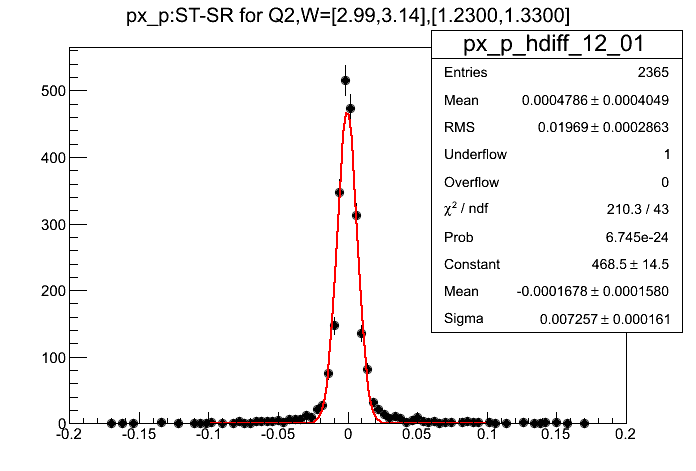 px_p:ST-SR for Q2,W=[2.99,3.14],[1.2300,1.3300]
px_p_hdiff_12_01
Entries 2365
Mean 0.0004786 ± 0.0004049
RMS 0.01969 ± 0.0002863
Underflow 1
Overflow 0
χ² / ndf 210.3 / 43
Prob 6.745e-24
Constant 468.5 ± 14.5
Mean -0.0001678 ± 0.0001580
Sigma 0.007257 ± 0.000161
500
400
300
200
100
0
-0.2 -0.15 -0.1 -0.05 0 0.05 0.1 0.15 0.2